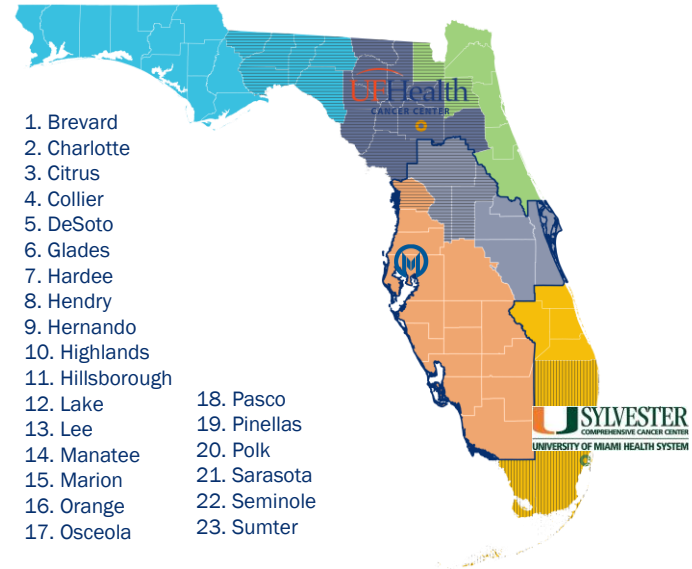 UFHealth
CANCER CENTER
1. Brevard
2. Charlotte
3. Citrus
4. Collier
5. DeSoto
6. Glades
7. Hardee
8. Hendry
9. Hernando
10. Highlands
11. Hillsborough
12. Lake
13. Lee
14. Manatee
15. Marion
16. Orange
17. Osceola
18. Pasco
19. Pinellas
20. Polk
21. Sarasota
22. Seminole
23. Sumter
M
U SYLVESTER
COMPREHENSIVE CANCER CENTER
UNIVERSITY OF MIAMI HEALTH SYSTEM